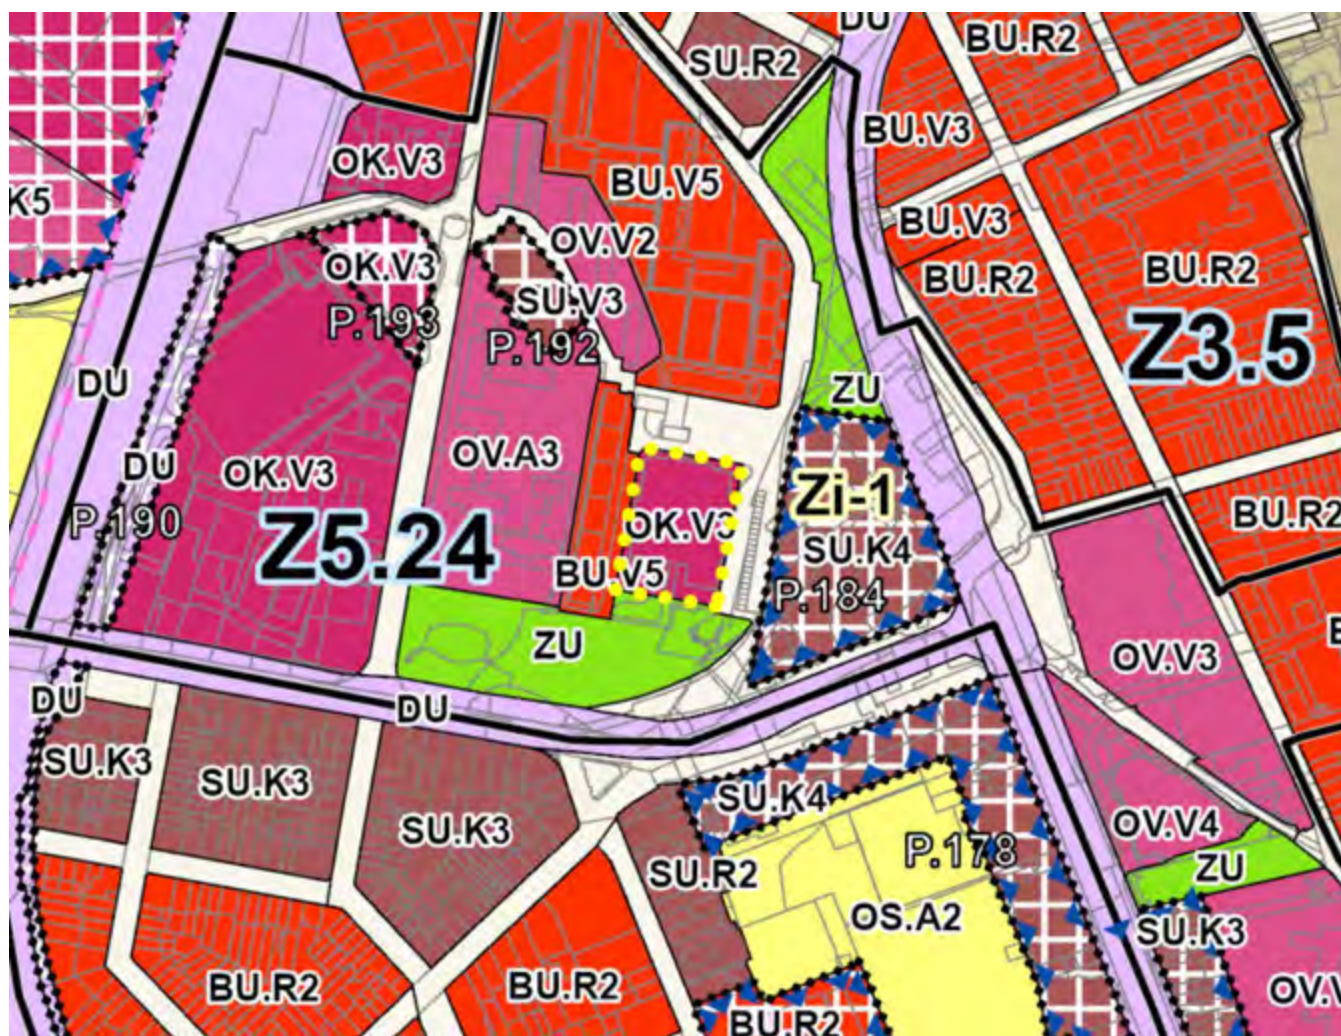 DU
BU.R2
SU.R2
BU.V3
OK.V3
BU.V5
K5
BU.V3
OV.V2
OK.V3
BU.R2
BU.R2
SU.V3
P.193
Z3.5
P.192
DU
ZU
OV.A3
DU
OK.V3
Zi-1
BU.R2
P.190
OK.V3
Z5.24
SU.K4
BU.V5
P.184
B
ZU
OV.V3
DU
DU
SU.K3
SU.K3
SU.K4
OV.V4
SU.K3
P.178
SU.R2
ZU
OS.A2
SU.K3
BU.R2
BU.R2
OV.V
BU.R2